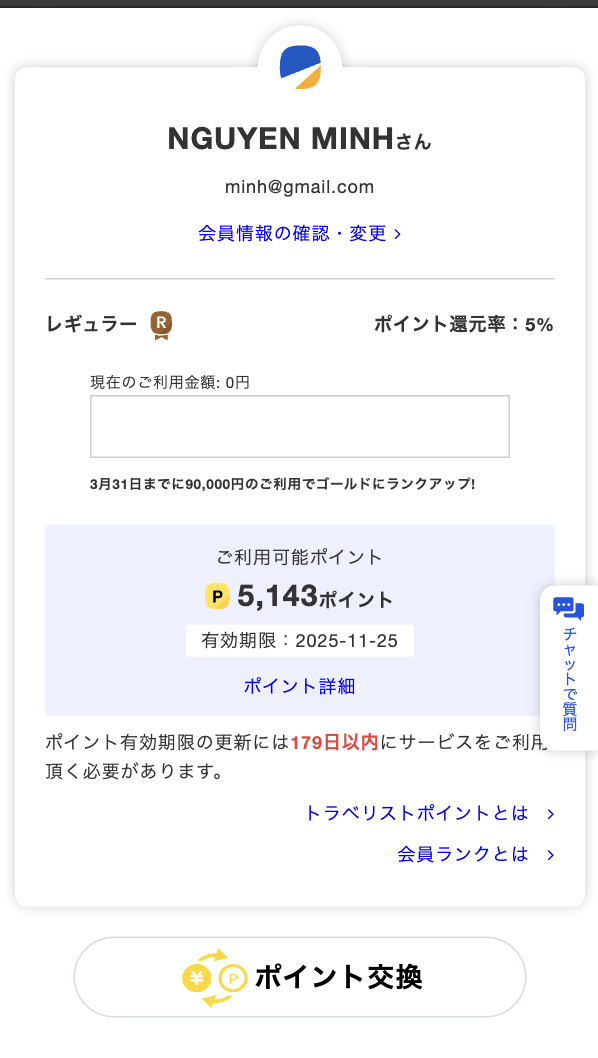 NGUYEN MINHさん
minh@gmail.com
会員情報の確認・変更 ›
レギュラー R
ポイント還元率：5%
現在のご利用金額: 0円
3月31日までに90,000円のご利用でゴールドにランクアップ!
ご利用可能ポイント
P 5,143ポイント
有効期限：2025-11-25
ポイント詳細
チャットで質問
ポイント有効期限の更新には179日以内にサービスをご利用
頂く必要があります。
トラベリストポイントとは ›
会員ランクとは ›
¥ P ポイント交換